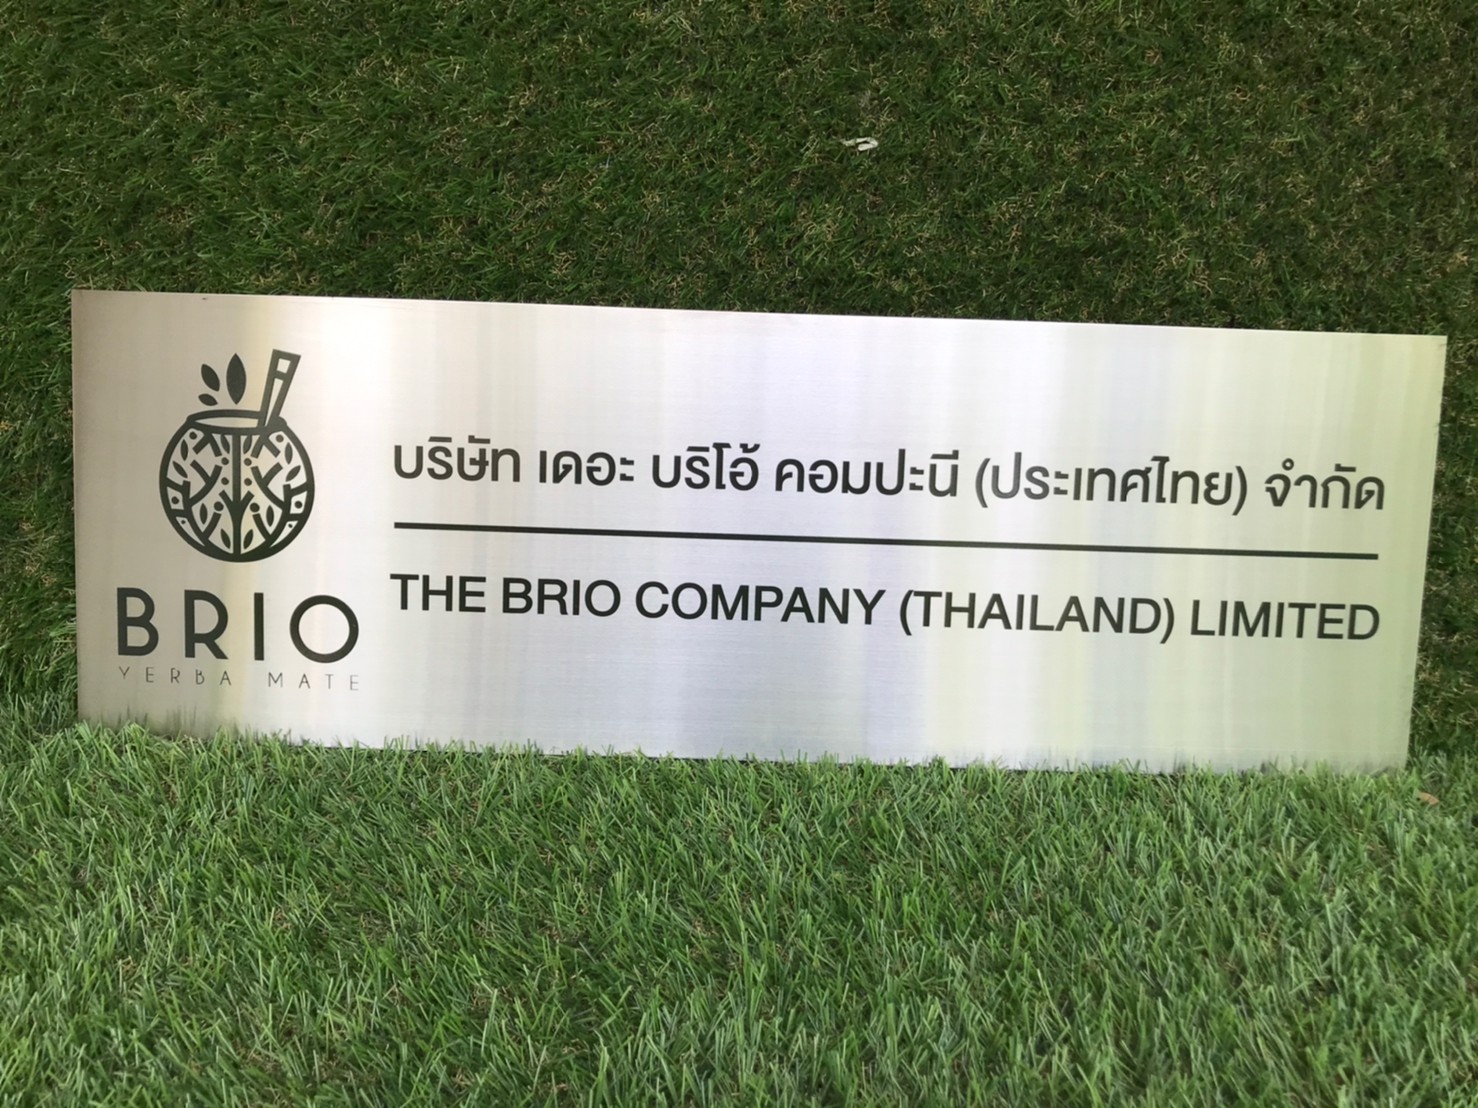 BRIO
YERBA MATE
บริษัท เดอะ บริโอ้ คอมปะนี (ประเทศไทย) จำกัด
THE BRIO COMPANY (THAILAND) LIMITED